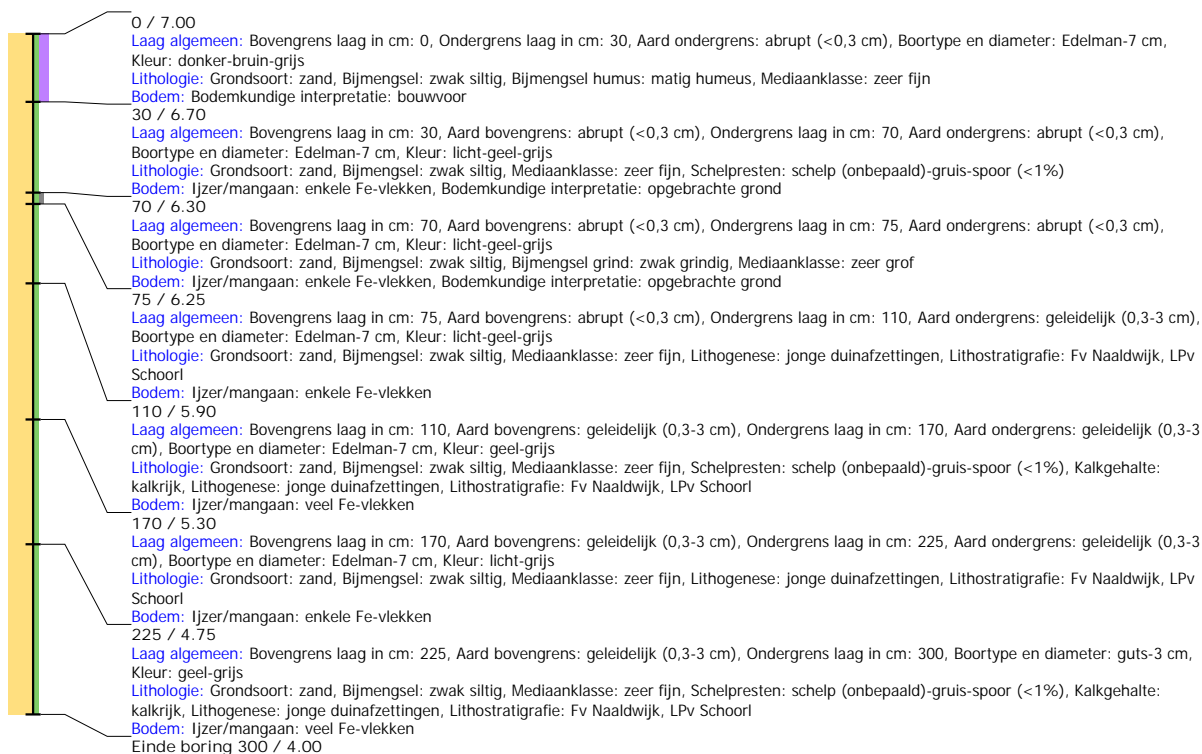 0 / 7.00
Laag algemeen: Bovengrens laag in cm: 0, Ondergrens laag in cm: 30, Aard ondergrens: abrupt (<0,3 cm), Boortype en diameter: Edelman-7 cm,
Kleur: donker-bruin-grijs
Lithologie: Grondsoort: zand, Bijmengsel: zwak siltig, Bijmengsel humus: matig humeus, Mediaanklasse: zeer fijn
Bodem: Bodemkundige interpretatie: bouwvoor
30 / 6.70
Laag algemeen: Bovengrens laag in cm: 30, Aard bovengrens: abrupt (<0,3 cm), Ondergrens laag in cm: 70, Aard ondergrens: abrupt (<0,3 cm),
Boortype en diameter: Edelman-7 cm, Kleur: licht-geel-grijs
Lithologie: Grondsoort: zand, Bijmengsel: zwak siltig, Mediaanklasse: zeer fijn, Schelpresten: schelp (onbepaald)-gruis-spoor (<1%)
Bodem: Ijzer/mangaan: enkele Fe-vlekken, Bodemkundige interpretatie: opgebrachte grond
70 / 6.30
Laag algemeen: Bovengrens laag in cm: 70, Aard bovengrens: abrupt (<0,3 cm), Ondergrens laag in cm: 75, Aard ondergrens: abrupt (<0,3 cm),
Boortype en diameter: Edelman-7 cm, Kleur: licht-geel-grijs
Lithologie: Grondsoort: zand, Bijmengsel: zwak siltig, Bijmengsel grind: zwak grindig, Mediaanklasse: zeer grof
Bodem: Ijzer/mangaan: enkele Fe-vlekken, Bodemkundige interpretatie: opgebrachte grond
75 / 6.25
Laag algemeen: Bovengrens laag in cm: 75, Aard bovengrens: abrupt (<0,3 cm), Ondergrens laag in cm: 110, Aard ondergrens: geleidelijk (0,3-3 cm),
Boortype en diameter: Edelman-7 cm, Kleur: licht-geel-grijs
Lithologie: Grondsoort: zand, Bijmengsel: zwak siltig, Mediaanklasse: zeer fijn, Lithogenese: jonge duinafzettingen, Lithostratigrafie: Fv Naaldwijk, LPv
Schoorl
Bodem: Ijzer/mangaan: enkele Fe-vlekken
110 / 5.90
Laag algemeen: Bovengrens laag in cm: 110, Aard bovengrens: geleidelijk (0,3-3 cm), Ondergrens laag in cm: 170, Aard ondergrens: geleidelijk (0,3-3
cm), Boortype en diameter: Edelman-7 cm, Kleur: geel-grijs
Lithologie: Grondsoort: zand, Bijmengsel: zwak siltig, Mediaanklasse: zeer fijn, Schelpresten: schelp (onbepaald)-gruis-spoor (<1%), Kalkgehalte:
kalkrijk, Lithogenese: jonge duinafzettingen, Lithostratigrafie: Fv Naaldwijk, LPv Schoorl
Bodem: Ijzer/mangaan: veel Fe-vlekken
170 / 5.30
Laag algemeen: Bovengrens laag in cm: 170, Aard bovengrens: geleidelijk (0,3-3 cm), Ondergrens laag in cm: 225, Aard ondergrens: geleidelijk (0,3-3
cm), Boortype en diameter: Edelman-7 cm, Kleur: licht-grijs
Lithologie: Grondsoort: zand, Bijmengsel: zwak siltig, Mediaanklasse: zeer fijn, Lithogenese: jonge duinafzettingen, Lithostratigrafie: Fv Naaldwijk, LPv
Schoorl
Bodem: Ijzer/mangaan: enkele Fe-vlekken
225 / 4.75
Laag algemeen: Bovengrens laag in cm: 225, Aard bovengrens: geleidelijk (0,3-3 cm), Ondergrens laag in cm: 300, Boortype en diameter: guts-3 cm,
Kleur: geel-grijs
Lithologie: Grondsoort: zand, Bijmengsel: zwak siltig, Mediaanklasse: zeer fijn, Schelpresten: schelp (onbepaald)-gruis-spoor (<1%), Kalkgehalte:
kalkrijk, Lithogenese: jonge duinafzettingen, Lithostratigrafie: Fv Naaldwijk, LPv Schoorl
Bodem: Ijzer/mangaan: veel Fe-vlekken
Einde boring 300 / 4.00